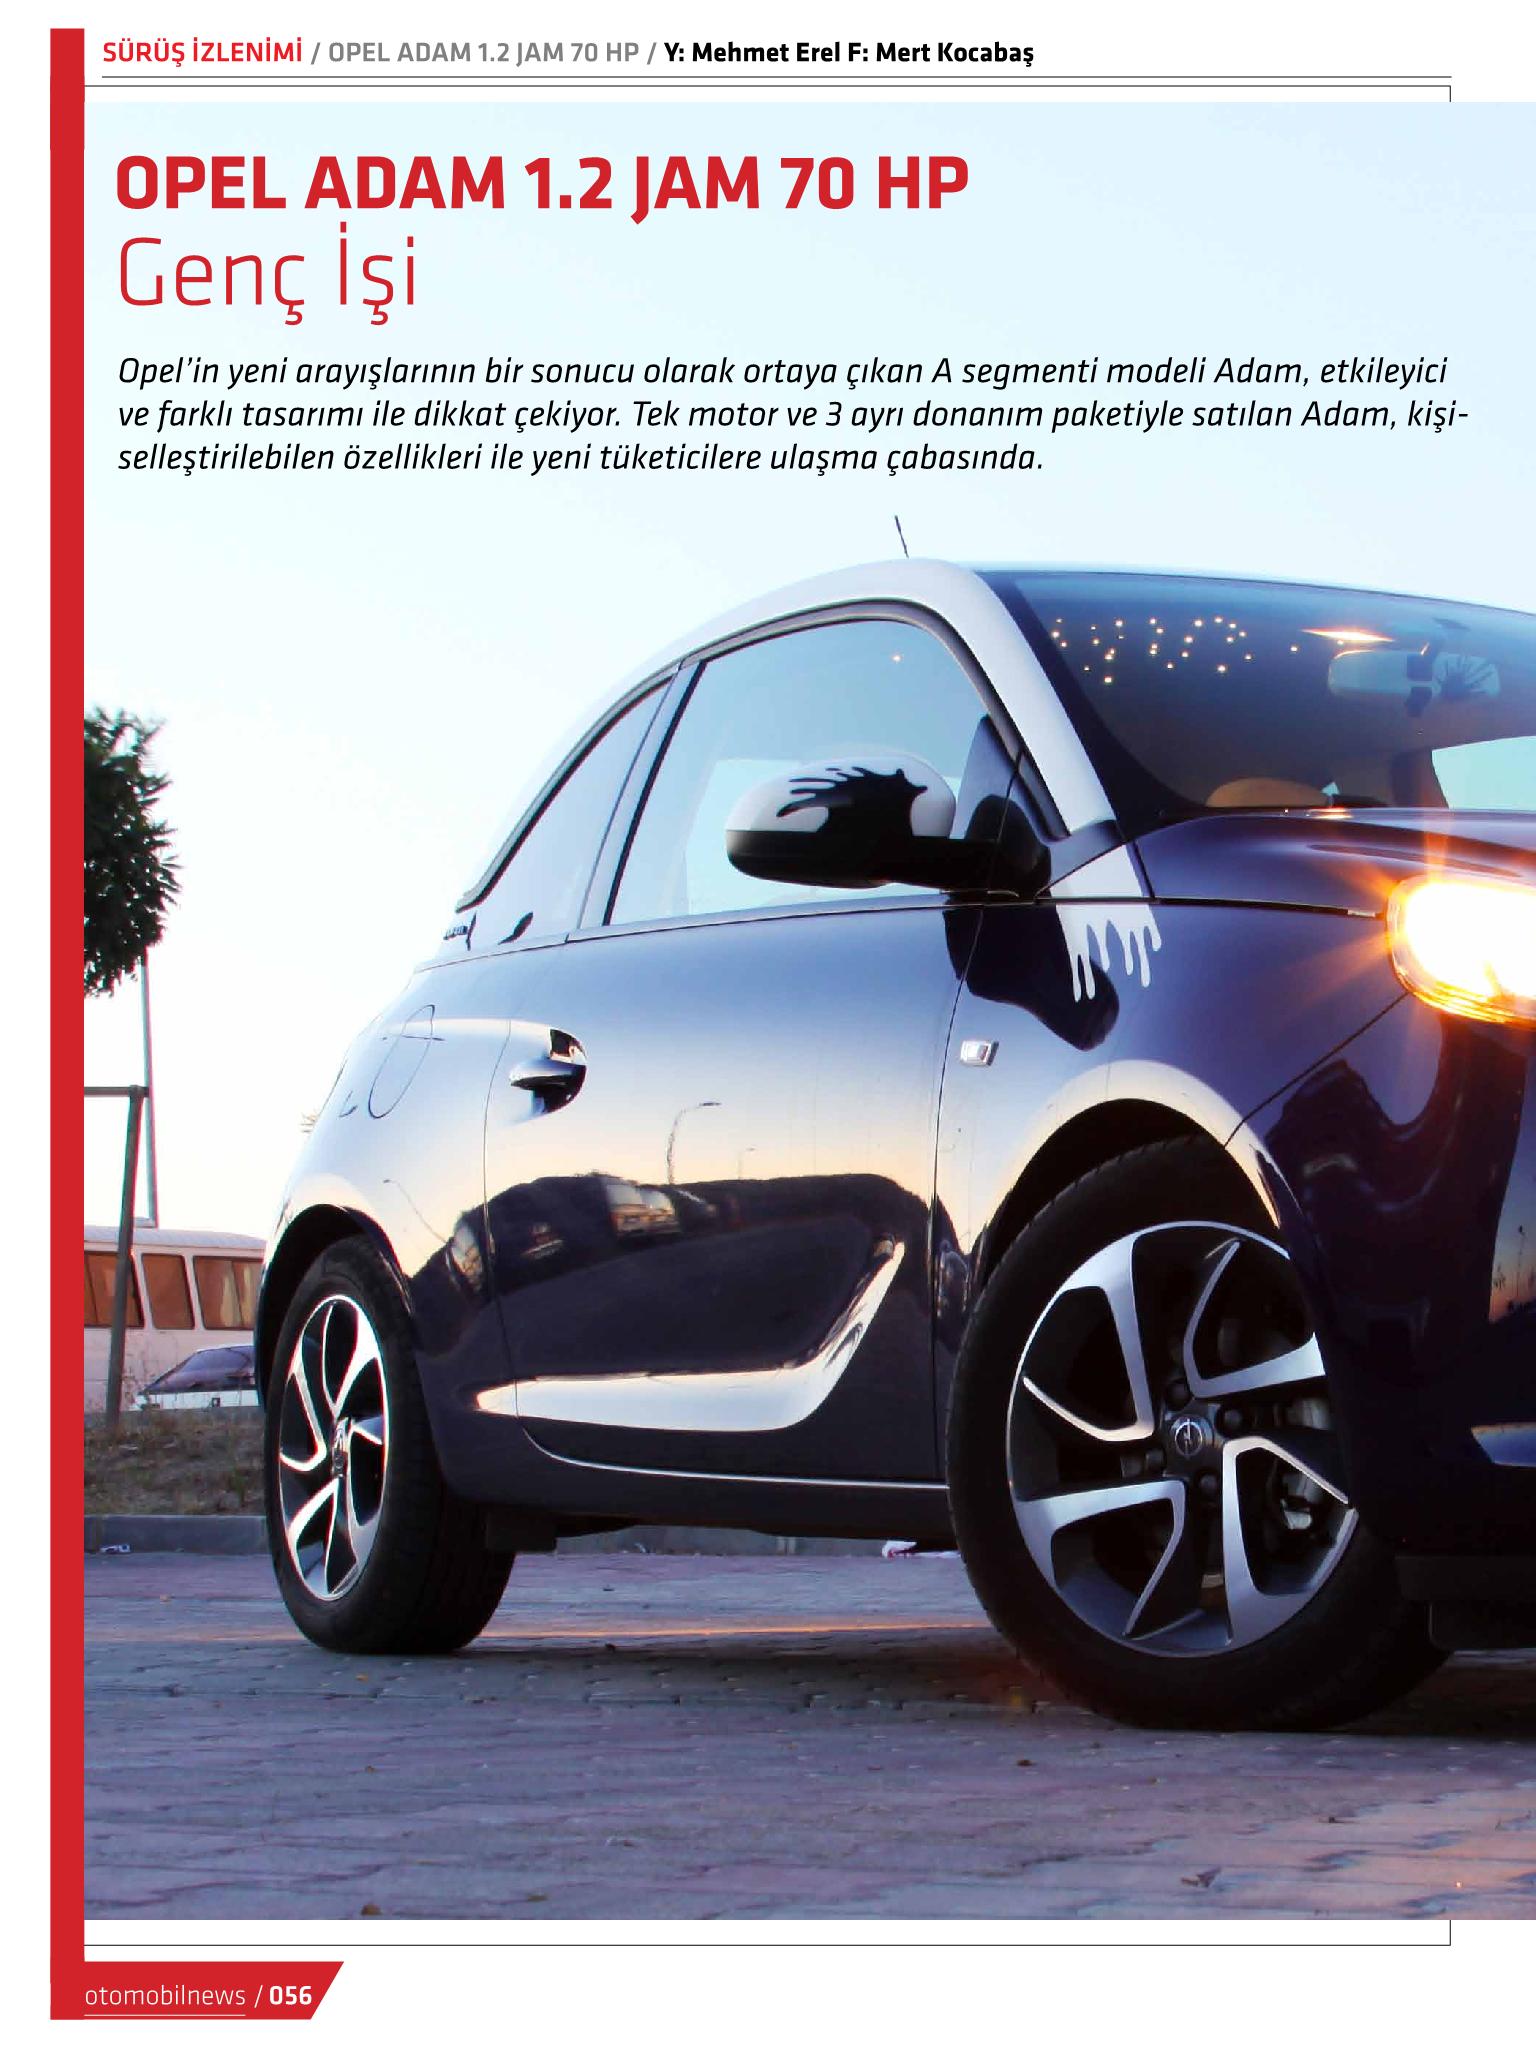 SÜRÜŞ İZLENİMİ / OPEL ADAM 1.2 JAM 70 HP / Y: Mehmet Erel F: Mert Kocabaş
OPEL ADAM 1.2 JAM 70 HP
Genç İşi
Opel’in yeni arayışlarının bir sonucu olarak ortaya çıkan A segmenti modeli Adam, etkileyici
ve farklı tasarımı ile dikkat çekiyor. Tek motor ve 3 ayrı donanım paketiyle satılan Adam, kişi-
selleştirilebilen özellikleri ile yeni tüketicilere ulaşma çabasında.
otomobilnews / 056